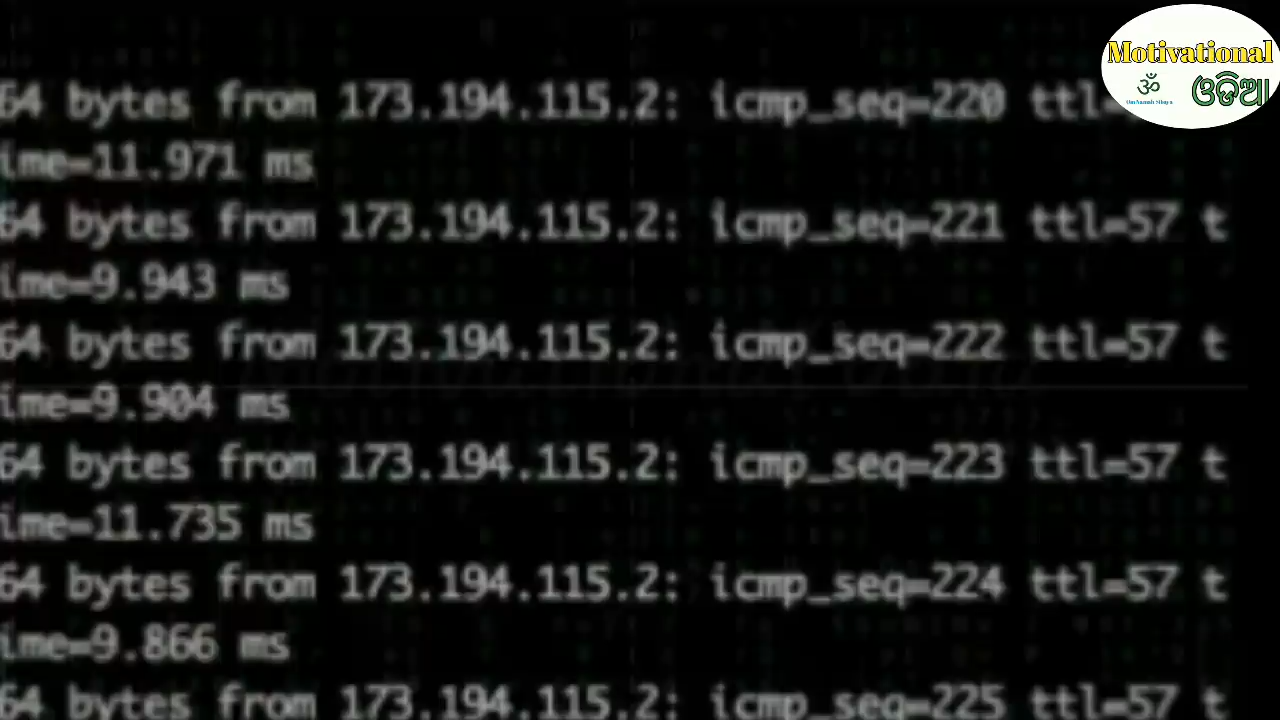 Motivational
ॐ
OmNamah Shivya
ଓଡିଆ
64 bytes from 173.194.115.2: icmp_seq=220 ttl=
ime=11.971 ms
64 bytes from 173.194.115.2: icmp_seq=221 ttl=57 t
ime=9.943 ms
64 bytes from 173.194.115.2: icmp_seq=222 ttl=57 t
ime=9.904 ms
64 bytes from 173.194.115.2: icmp_seq=223 ttl=57 t
ime=11.735 ms
64 bytes from 173.194.115.2: icmp_seq=224 ttl=57 t
ime=9.866 ms
64 bytes from 173.194.115.2: icmp_seq=225 ttl=57 t